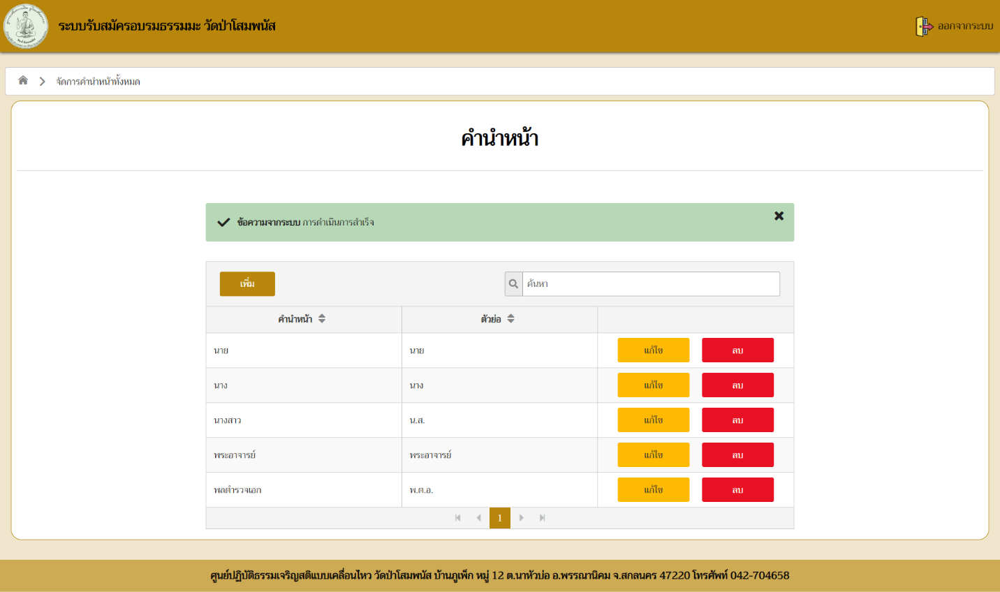 ระบบรับสมัครอบรมธรรมมะ วัดป่าโสมพนัส
ออกจากระบบ
จัดการคำนำหน้าทั้งหมด
คำนำหน้า
ข้อความจากระบบ การดำเนินการสำเร็จ
เพิ่ม
ค้นหา
คำนำหน้า ตัวย่อ
นาย นาย แก้ไข ลบ
นาง นาง แก้ไข ลบ
นางสาว น.ส. แก้ไข ลบ
พระอาจารย์ พระอาจารย์ แก้ไข ลบ
พลตำรวจเอก พ.ต.อ. แก้ไข ลบ
1
ศูนย์ปฏิบัติธรรมเจริญสติแบบเคลื่อนไหว วัดป่าโสมพนัส บ้านภูเพ็ก หมู่ 12 ต.นาหัวบ่อ อ.พรรณานิคม จ.สกลนคร 47220 โทรศัพท์ 042-704658